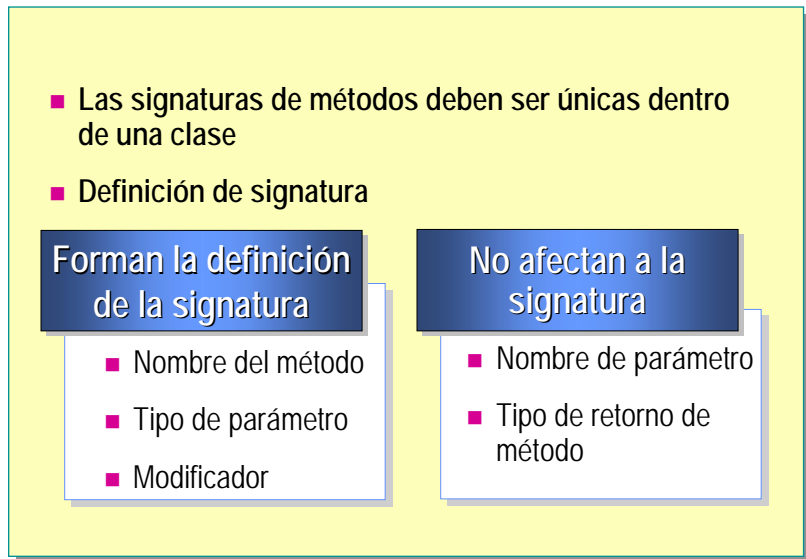 Las signaturas de métodos deben ser únicas dentro
de una clase
Definición de signatura
Forman la definición
de la signatura
Nombre del método
Tipo de parámetro
Modificador
No afectan a la
signatura
Nombre de parámetro
Tipo de retorno de
método